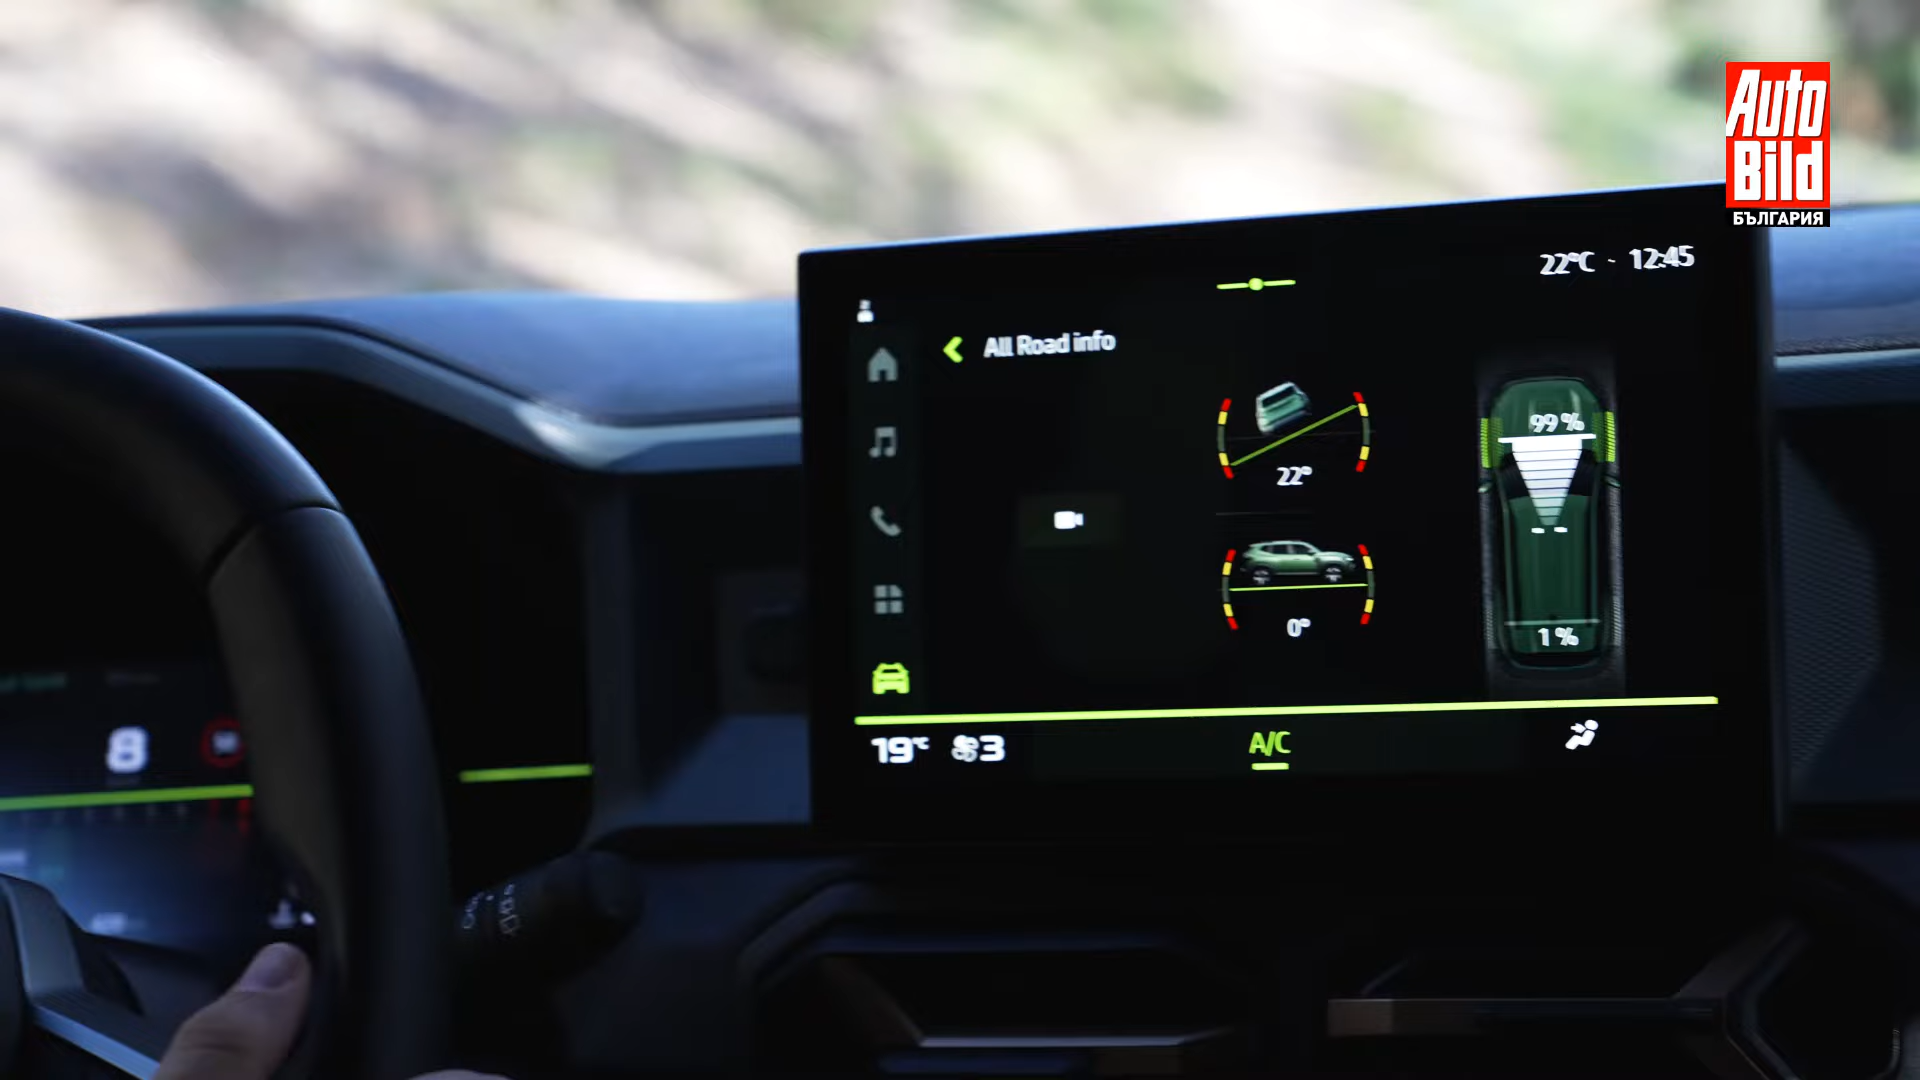 Auto
Bild
БЪЛГАРИЯ
22°C - 12:45
All Road info
99 %
22°
0°
1 %
19°C 3
A/C
8